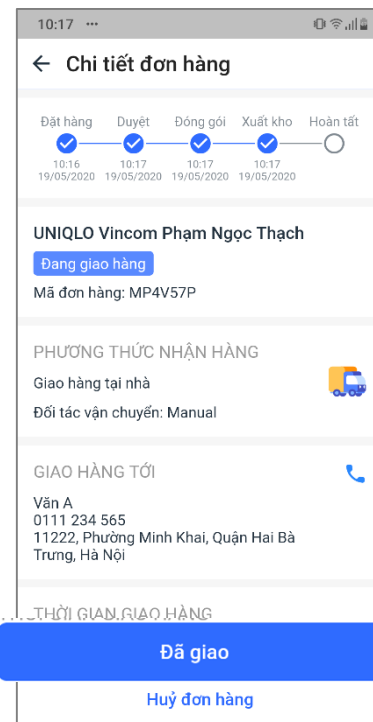 10:17 ...
Chi tiết đơn hàng
Đặt hàng Duyệt Đóng gói Xuất kho Hoàn tất
10:16 10:17 10:17 10:17
19/05/2020 19/05/2020 19/05/2020 19/05/2020
UNIQLO Vincom Phạm Ngọc Thạch
Đang giao hàng
Mã đơn hàng: MP4V57P
PHƯƠNG THỨC NHẬN HÀNG
Giao hàng tại nhà
Đối tác vận chuyển: Manual
GIAO HÀNG TỚI
Văn A
0111 234 565
11222, Phường Minh Khai, Quận Hai Bà
Trưng, Hà Nội
THỜI GIAN GIAO HÀNG
Đã giao
Huỷ đơn hàng